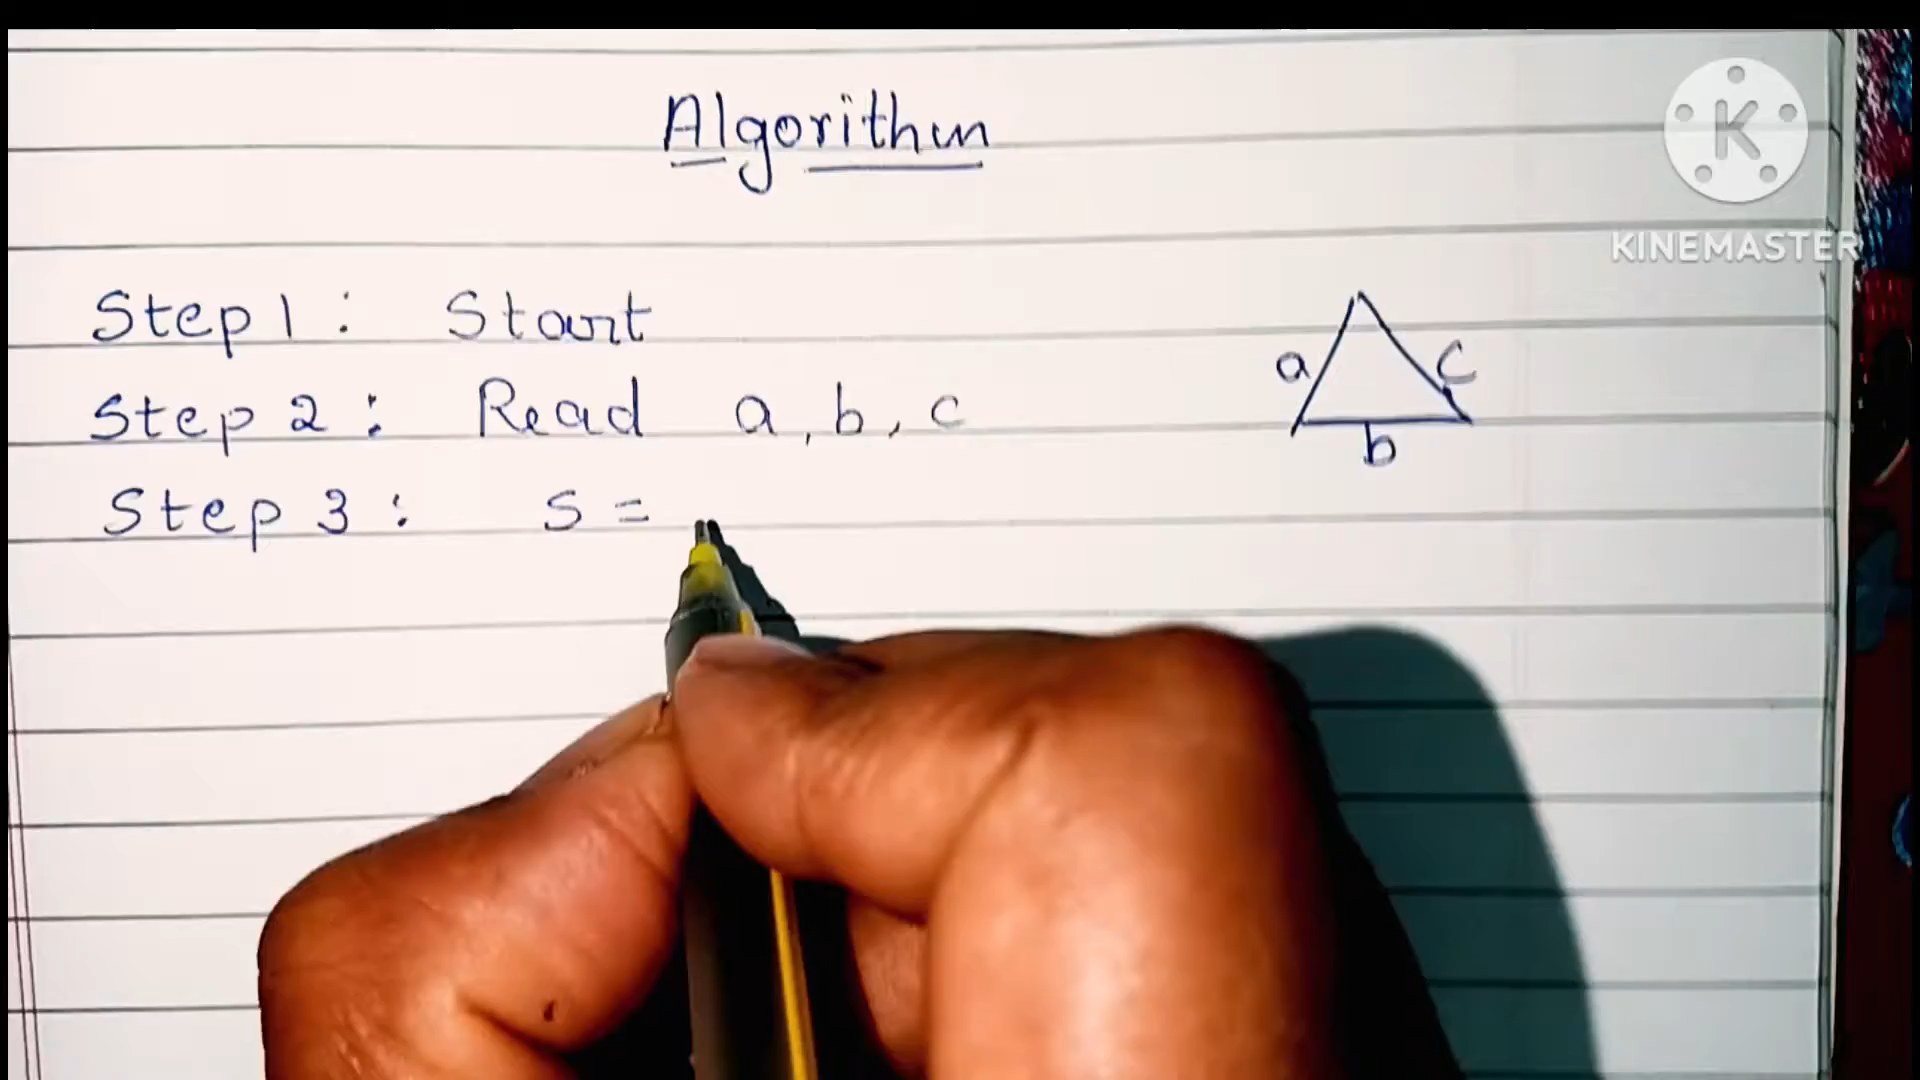 Algorithm
K
KINEMASTER
Step 1 : Start
Step 2 : Read a, b, c
Step 3 : s =
a
c
b